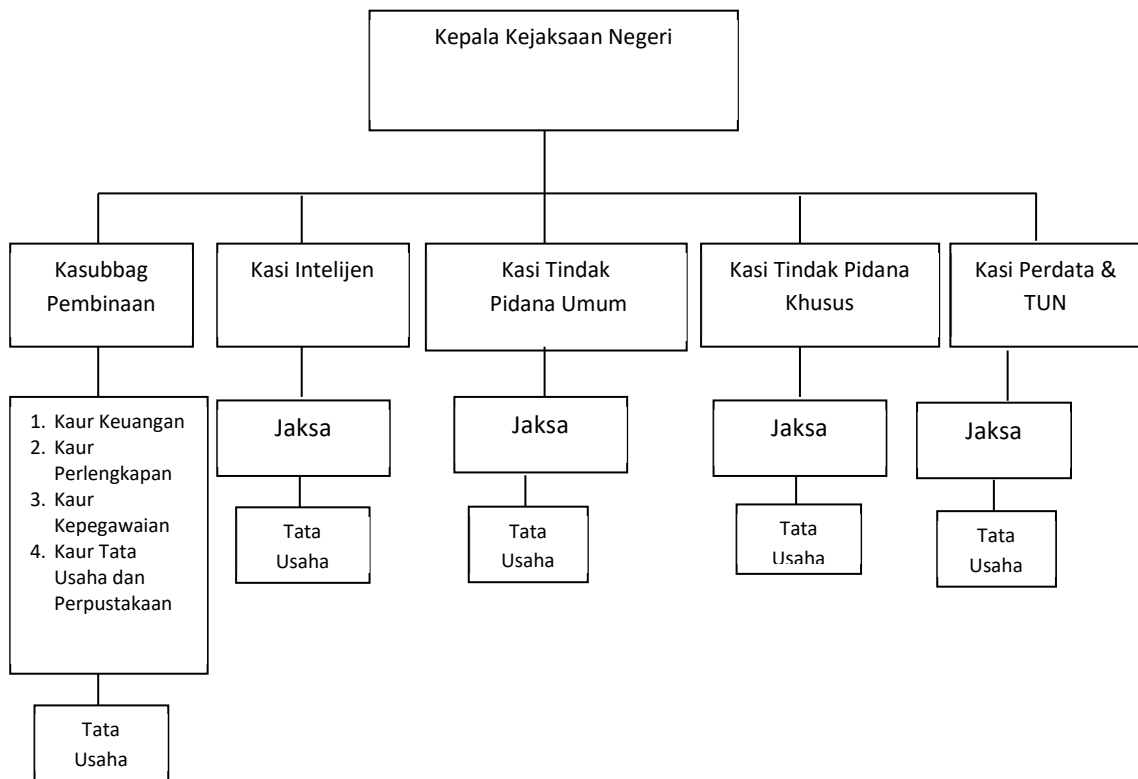 Kepala Kejaksaan Negeri
Kasubbag
Pembinaan
Kasi Intelijen
Kasi Tindak
Pidana Umum
Kasi Tindak Pidana
Khusus
Kasi Perdata &
TUN
1. Kaur Keuangan
2. Kaur
Perlengkapan
3. Kaur
Kepegawaian
4. Kaur Tata
Usaha dan
Perpustakaan
Jaksa
Jaksa
Jaksa
Jaksa
Tata
Usaha
Tata
Usaha
Tata
Usaha
Tata
Usaha
Tata
Usaha